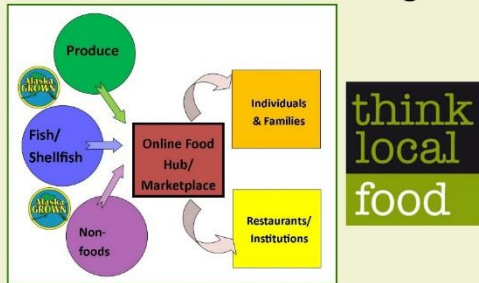 Produce
Alaska
GROWN
Fish/
Shellfish
Alaska
GROWN
Non-
foods
Online Food
Hub/
Marketplace
Individuals
& Families
Restaurants/
Institutions
think
local
food